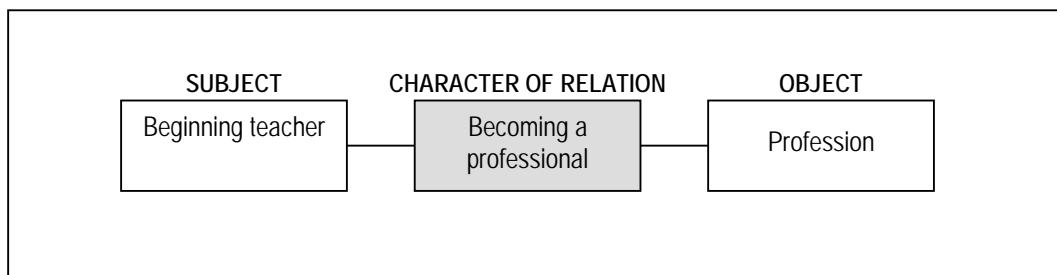 SUBJECT
CHARACTER OF RELATION
OBJECT
Beginning teacher
Becoming a
professional
Profession